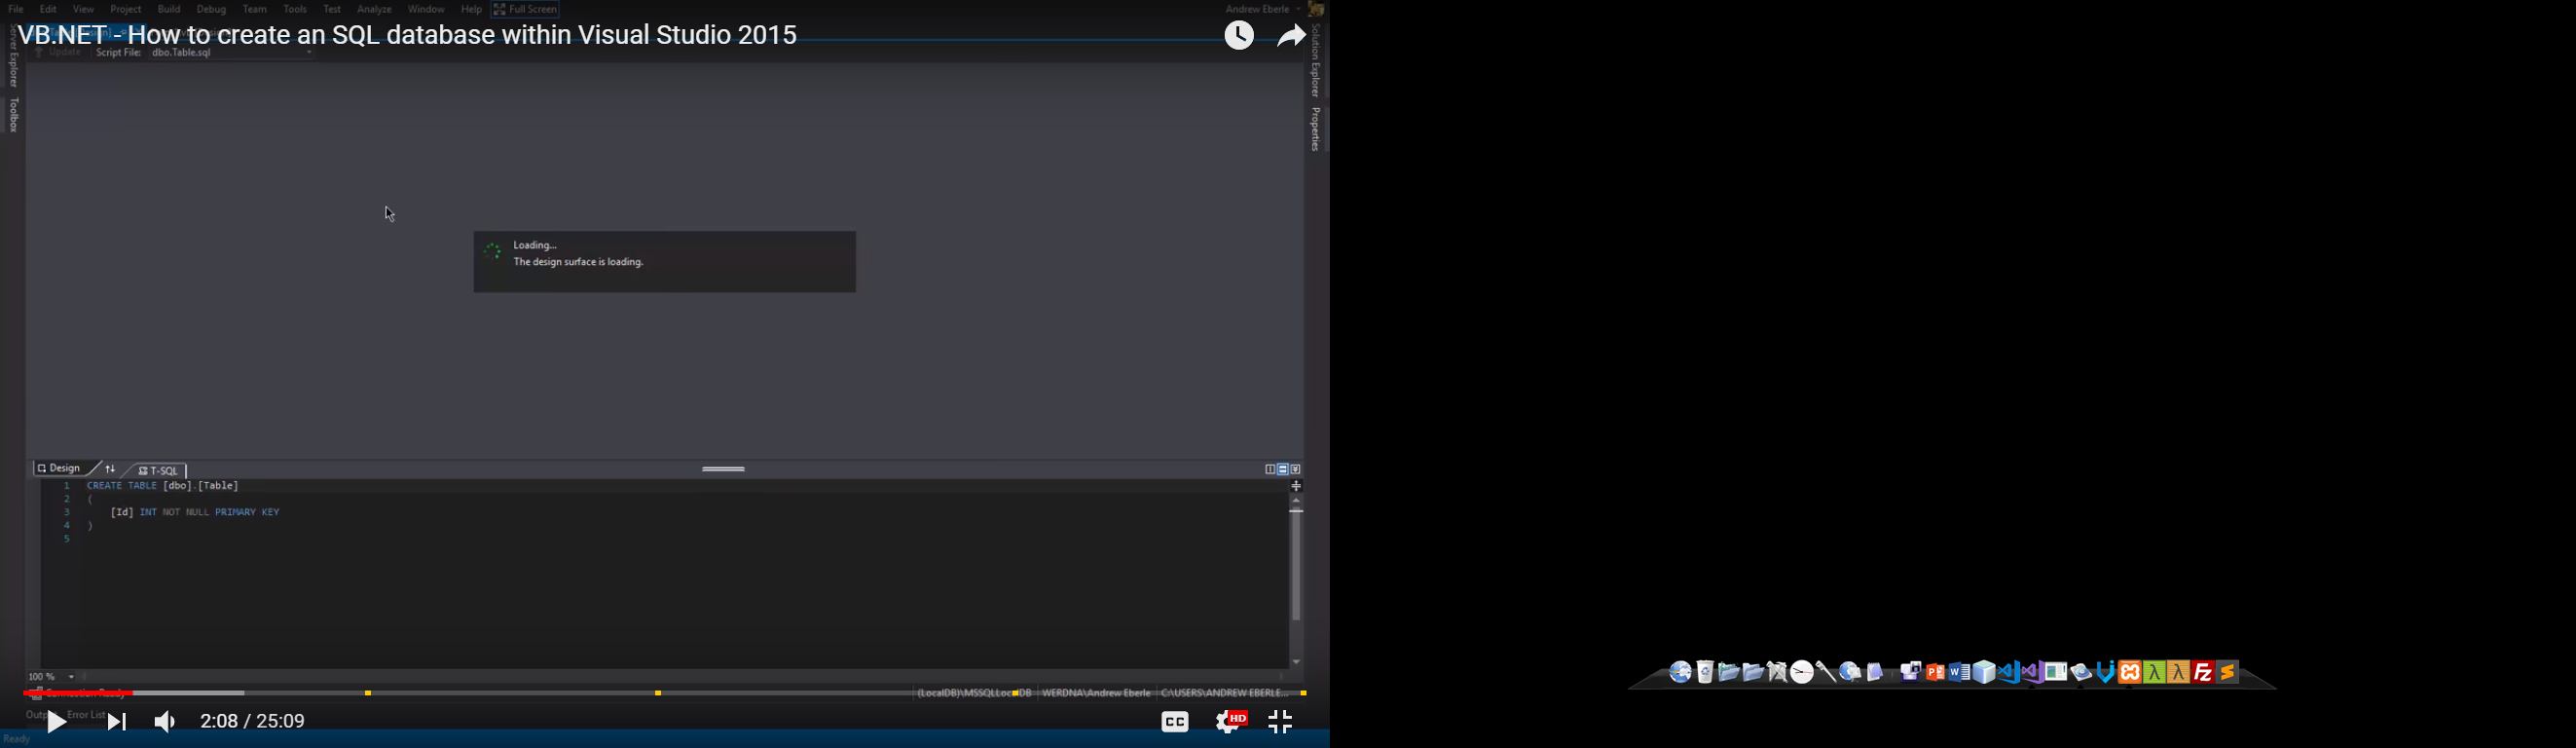 File Edit View Project Build Debug Team Tools Test Analyze Window Help Full Screen Andrew Eberle
VB.NET - How to create an SQL database within Visual Studio 2015
Update Script File: dbo.Table.sql
Server Explorer
Toolbox
Solution Explorer
Properties
Loading...
The design surface is loading.
Design T-SQL
1 CREATE TABLE [dbo].[Table]
2 (
3 [Id] INT NOT NULL PRIMARY KEY
4 )
5
100 %
Connection Ready (LocalDB)\MSSQLLocalDB WERDNA\Andrew Eberle C:\USERS\ANDREW EBERLE...
Output Error List
2:08 / 25:09 CC HD
Ready